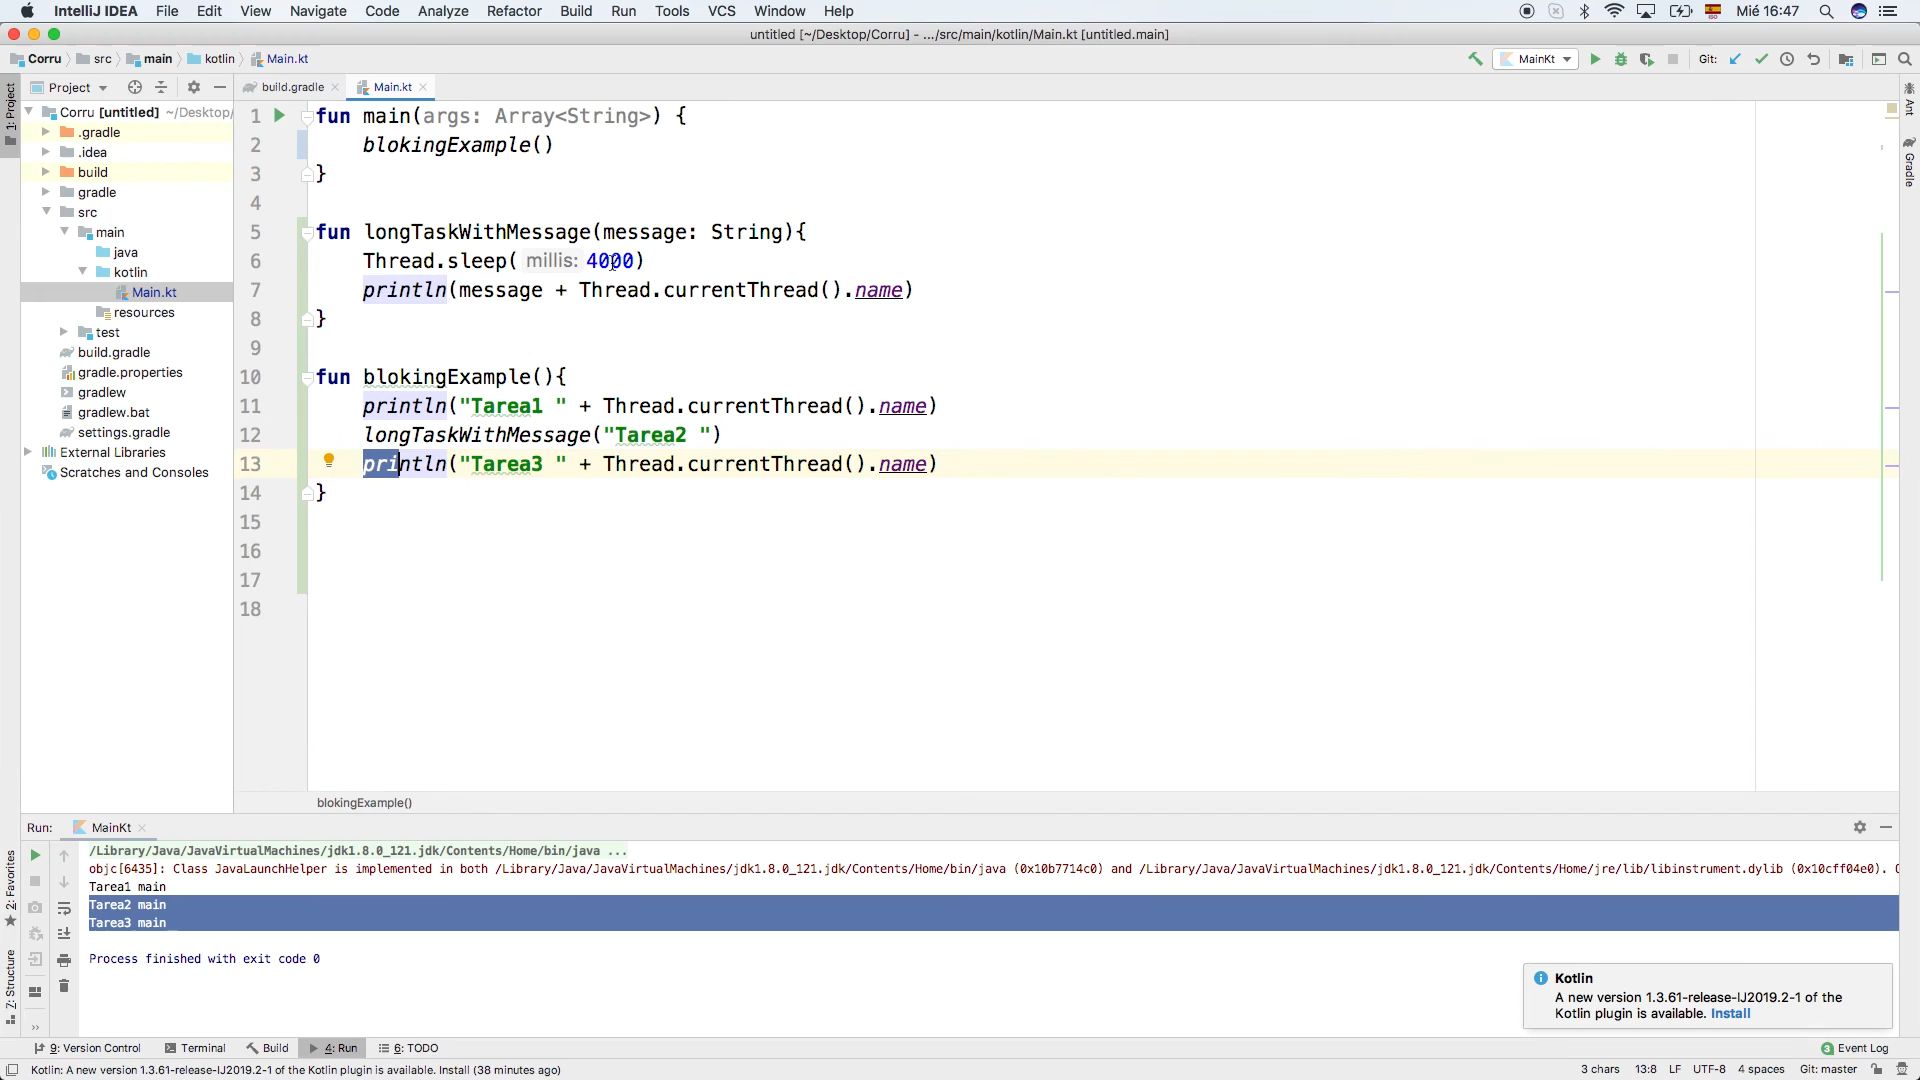 IntelliJ IDEA File Edit View Navigate Code Analyze Refactor Build Run Tools VCS Window Help Mié 16:47
untitled [~/Desktop/Corru] - .../src/main/kotlin/Main.kt [untitled.main]
Corru src main kotlin Main.kt MainKt Git:
Project build.gradle Main.kt
1: Project
Ant
Gradle
Corru [untitled] ~/Desktop/
.gradle
.idea
build
gradle
src
main
java
kotlin
Main.kt
resources
test
build.gradle
gradle.properties
gradlew
gradlew.bat
settings.gradle
External Libraries
Scratches and Consoles
1 fun main(args: Array<String>) {
2 blokingExample()
3 }
4
5 fun longTaskWithMessage(message: String){
6 Thread.sleep( millis: 4000)
7 println(message + Thread.currentThread().name)
8 }
9
10 fun blokingExample(){
11 println("Tarea1 " + Thread.currentThread().name)
12 longTaskWithMessage("Tarea2 ")
13 println("Tarea3 " + Thread.currentThread().name)
14 }
15
16
17
18
blokingExample()
Run: MainKt
2: Favorites
Z: Structure
/Library/Java/JavaVirtualMachines/jdk1.8.0_121.jdk/Contents/Home/bin/java ...
objc[6435]: Class JavaLaunchHelper is implemented in both /Library/Java/JavaVirtualMachines/jdk1.8.0_121.jdk/Contents/Home/bin/java (0x10b7714c0) and /Library/Java/JavaVirtualMachines/jdk1.8.0_121.jdk/Contents/Home/jre/lib/libinstrument.dylib (0x10cff04e0).
Tarea1 main
Tarea2 main
Tarea3 main
Process finished with exit code 0
Kotlin
A new version 1.3.61-release-IJ2019.2-1 of the
Kotlin plugin is available. Install
9: Version Control Terminal Build 4: Run 6: TODO 3 Event Log
Kotlin: A new version 1.3.61-release-IJ2019.2-1 of the Kotlin plugin is available. Install (38 minutes ago) 3 chars 13:8 LF UTF-8 4 spaces Git: master